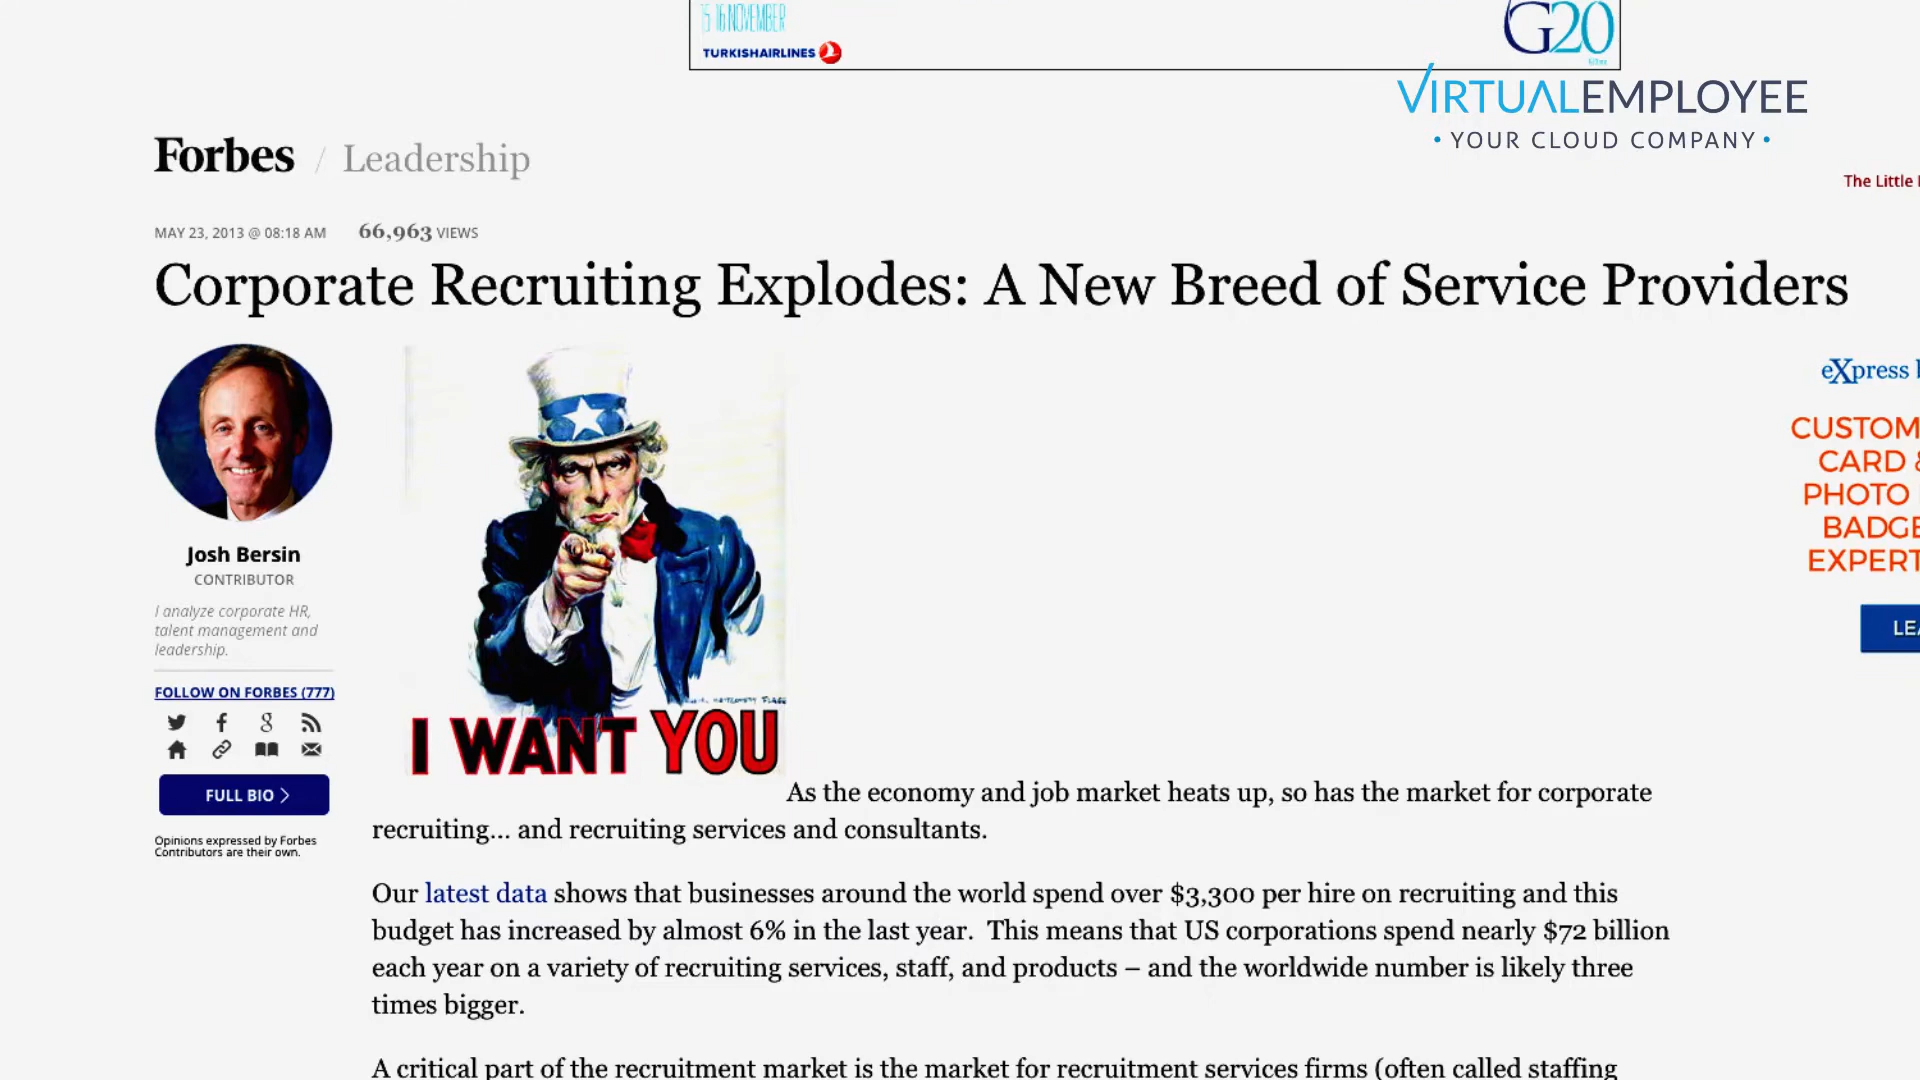 15 16 NOVEMBER
TURKISHAIRLINES
G20
VIRTUALEMPLOYEE
• YOUR CLOUD COMPANY •
Forbes / Leadership
The Little
MAY 23, 2013 @ 08:18 AM 66,963 VIEWS
Corporate Recruiting Explodes: A New Breed of Service Providers
Josh Bersin
CONTRIBUTOR
I analyze corporate HR,
talent management and
leadership.
FOLLOW ON FORBES (777)
FULL BIO >
Opinions expressed by Forbes
Contributors are their own.
I WANT YOU
As the economy and job market heats up, so has the market for corporate
recruiting... and recruiting services and consultants.
Our latest data shows that businesses around the world spend over $3,300 per hire on recruiting and this
budget has increased by almost 6% in the last year. This means that US corporations spend nearly $72 billion
each year on a variety of recruiting services, staff, and products – and the worldwide number is likely three
times bigger.
A critical part of the recruitment market is the market for recruitment services firms (often called staffing
eXpress
CUSTOM
CARD &
PHOTO
BADGE
EXPERT
LEA